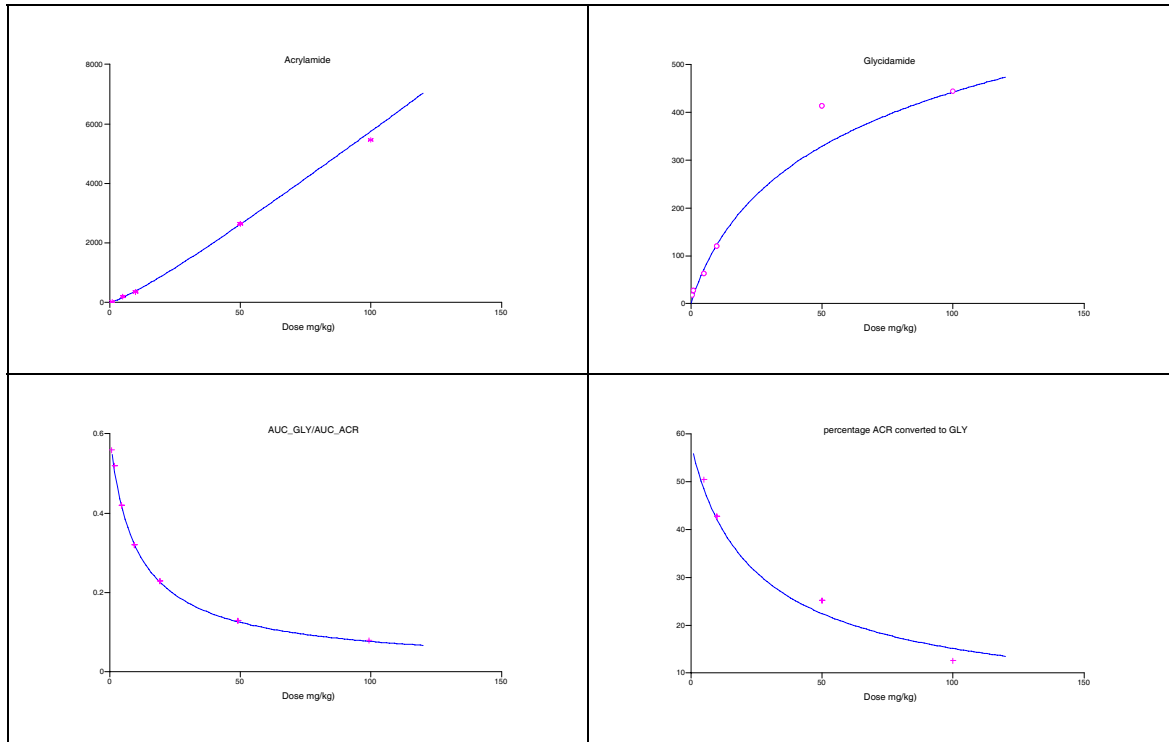 Acrylamide
8000
6000
4000
2000
0
0 50 100 150
Dose mg/kg)
Glycidamide
500
400
300
200
100
0
0 50 100 150
Dose mg/kg)
AUC_GLY/AUC_ACR
0.6
0.4
0.2
0
0 50 100 150
Dose mg/kg)
percentage ACR converted to GLY
60
50
40
30
20
10
0 50 100 150
Dose mg/kg)